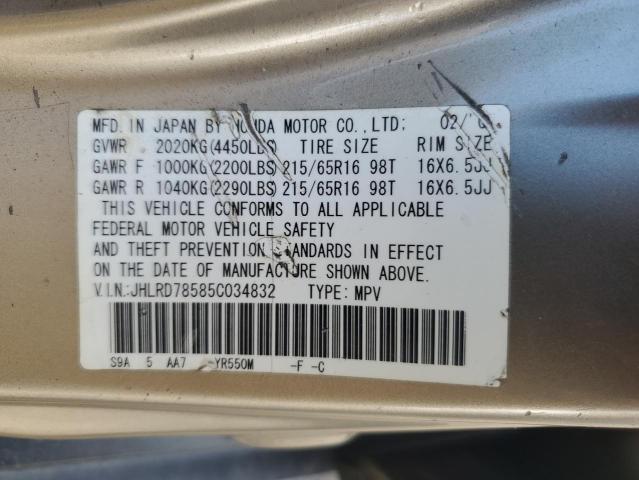 MFD. IN JAPAN BY HONDA MOTOR CO., LTD: 02/'0
GVWR 2020KG(4450LBS) TIRE SIZE RIM SIZE
GAWR F 1000KG(2200LBS) 215/65R16 98T 16X6.5JJ
GAWR R 1040KG(2290LBS) 215/65R16 98T 16X6.5JJ
THIS VEHICLE CONFORMS TO ALL APPLICABLE
FEDERAL MOTOR VEHICLE SAFETY
AND THEFT PREVENTION STANDARDS IN EFFECT
ON THE DATE OF MANUFACTURE SHOWN ABOVE.
V.I.N.:JHLRD78585C034832 TYPE: MPV
S9A 5 AA7 -YR550M -F -C